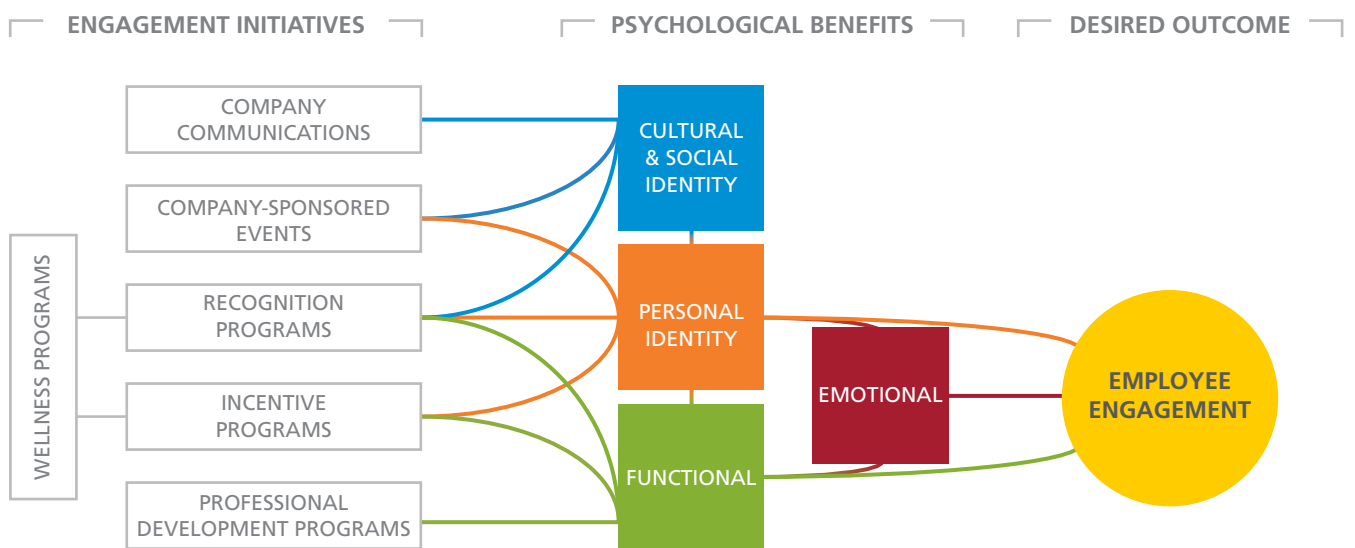 ENGAGEMENT INITIATIVES
PSYCHOLOGICAL BENEFITS
DESIRED OUTCOME
WELLNESS PROGRAMS
COMPANY
COMMUNICATIONS
COMPANY-SPONSORED
EVENTS
RECOGNITION
PROGRAMS
INCENTIVE
PROGRAMS
PROFESSIONAL
DEVELOPMENT PROGRAMS
CULTURAL
& SOCIAL
IDENTITY
PERSONAL
IDENTITY
FUNCTIONAL
EMOTIONAL
EMPLOYEE
ENGAGEMENT